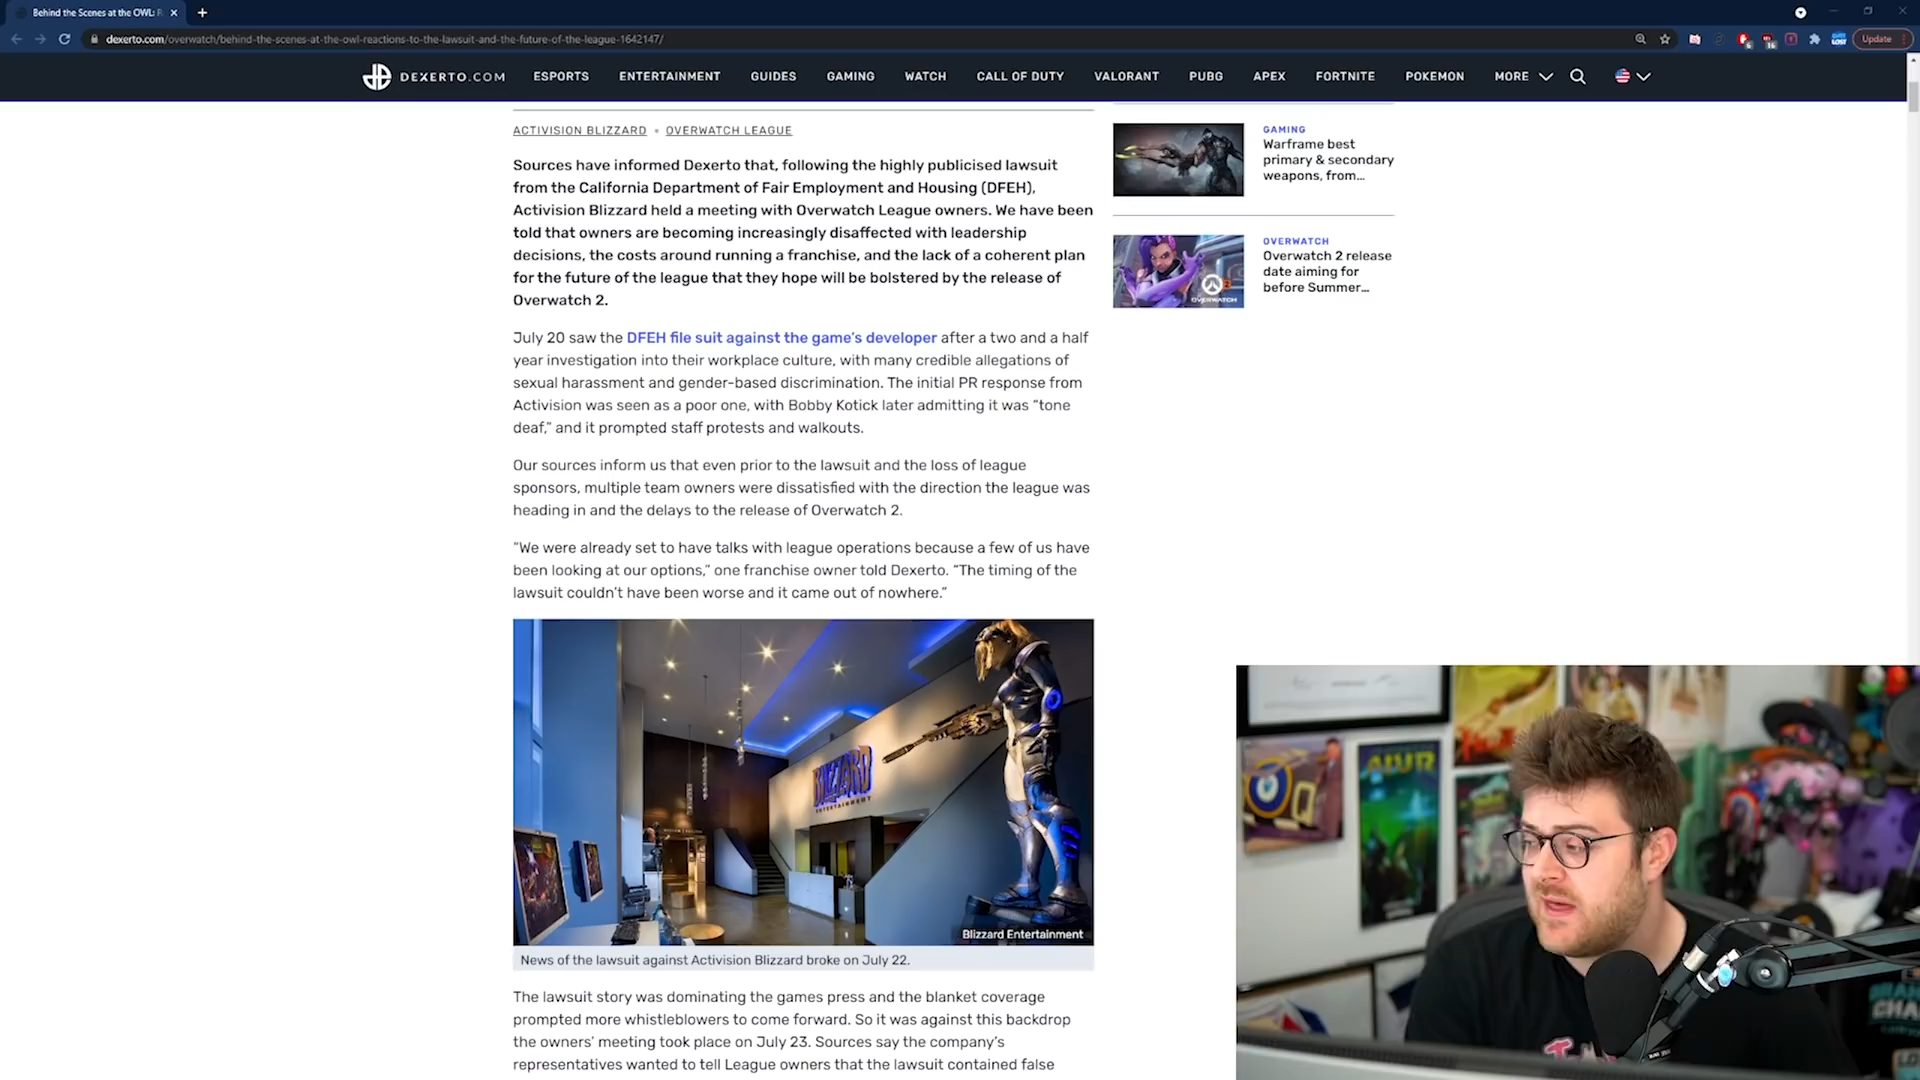 Behind the Scenes at the OWL: R
dexerto.com/overwatch/behind-the-scenes-at-the-owl-reactions-to-the-lawsuit-and-the-future-of-the-league-1642147/
Update
DEXERTO.COM
ESPORTS
ENTERTAINMENT
GUIDES
GAMING
WATCH
CALL OF DUTY
VALORANT
PUBG
APEX
FORTNITE
POKEMON
MORE
ACTIVISION BLIZZARD • OVERWATCH LEAGUE
Sources have informed Dexerto that, following the highly publicised lawsuit
from the California Department of Fair Employment and Housing (DFEH),
Activision Blizzard held a meeting with Overwatch League owners. We have been
told that owners are becoming increasingly disaffected with leadership
decisions, the costs around running a franchise, and the lack of a coherent plan
for the future of the league that they hope will be bolstered by the release of
Overwatch 2.
July 20 saw the DFEH file suit against the game's developer after a two and a half
year investigation into their workplace culture, with many credible allegations of
sexual harassment and gender-based discrimination. The initial PR response from
Activision was seen as a poor one, with Bobby Kotick later admitting it was “tone
deaf,” and it prompted staff protests and walkouts.
Our sources inform us that even prior to the lawsuit and the loss of league
sponsors, multiple team owners were dissatisfied with the direction the league was
heading in and the delays to the release of Overwatch 2.
“We were already set to have talks with league operations because a few of us have
been looking at our options,” one franchise owner told Dexerto. “The timing of the
lawsuit couldn't have been worse and it came out of nowhere.”
BLIZZARD
ENTERTAINMENT
Blizzard Entertainment
News of the lawsuit against Activision Blizzard broke on July 22.
The lawsuit story was dominating the games press and the blanket coverage
prompted more whistleblowers to come forward. So it was against this backdrop
the owners' meeting took place on July 23. Sources say the company's
representatives wanted to tell League owners that the lawsuit contained false
GAMING
Warframe best
primary & secondary
weapons, from...
OVERWATCH
Overwatch 2 release
date aiming for
before Summer...
2
OVERWATCH
AIUR